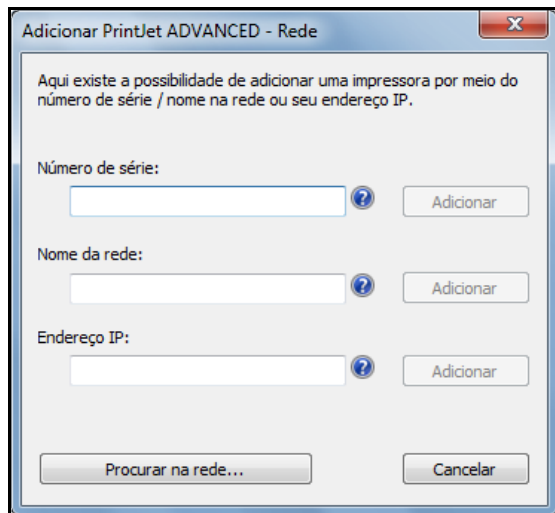 Adicionar PrintJet ADVANCED - Rede
Aqui existe a possibilidade de adicionar uma impressora por meio do
número de série / nome na rede ou seu endereço IP.
Número de série:
Adicionar
Nome da rede:
Adicionar
Endereço IP:
Adicionar
Procurar na rede... Cancelar